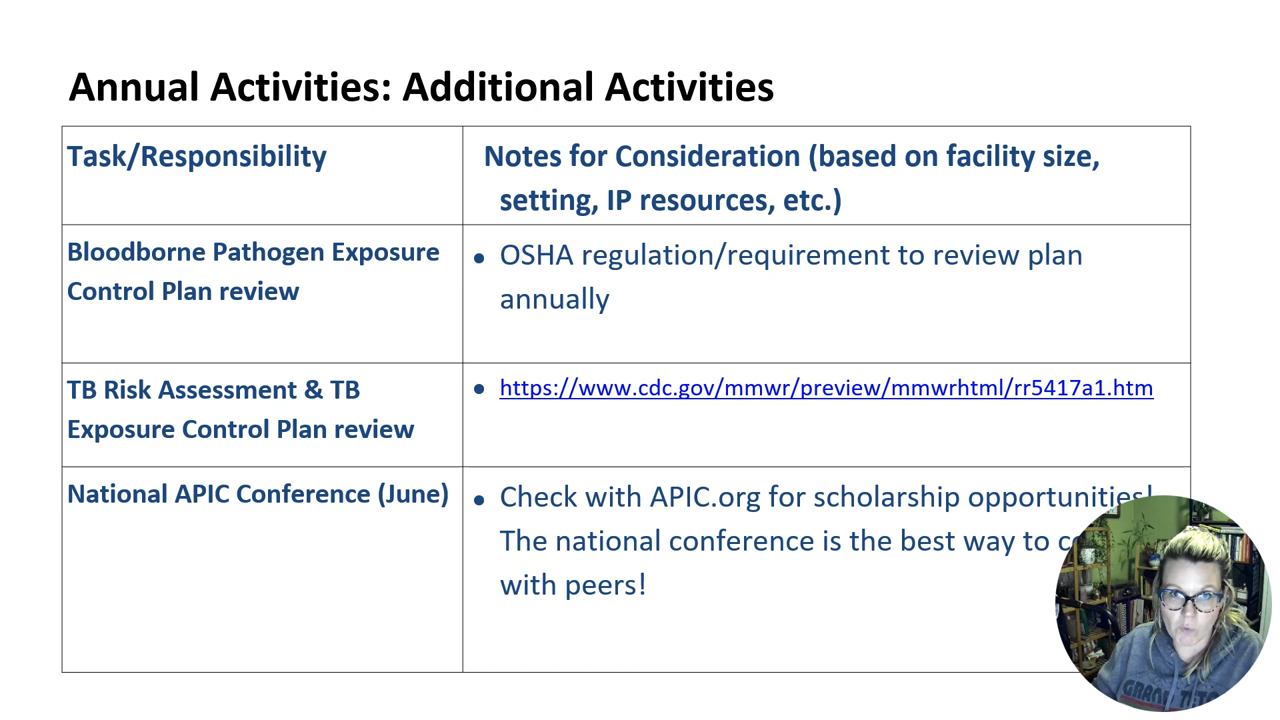 Annual Activities: Additional Activities
Task/Responsibility
Notes for Consideration (based on facility size,
setting, IP resources, etc.)
Bloodborne Pathogen Exposure
Control Plan review
• OSHA regulation/requirement to review plan
annually
TB Risk Assessment & TB
Exposure Control Plan review
• https://www.cdc.gov/mmwr/preview/mmwrhtml/rr5417a1.htm
National APIC Conference (June)
• Check with APIC.org for scholarship opportunities!
The national conference is the best way to
with peers!